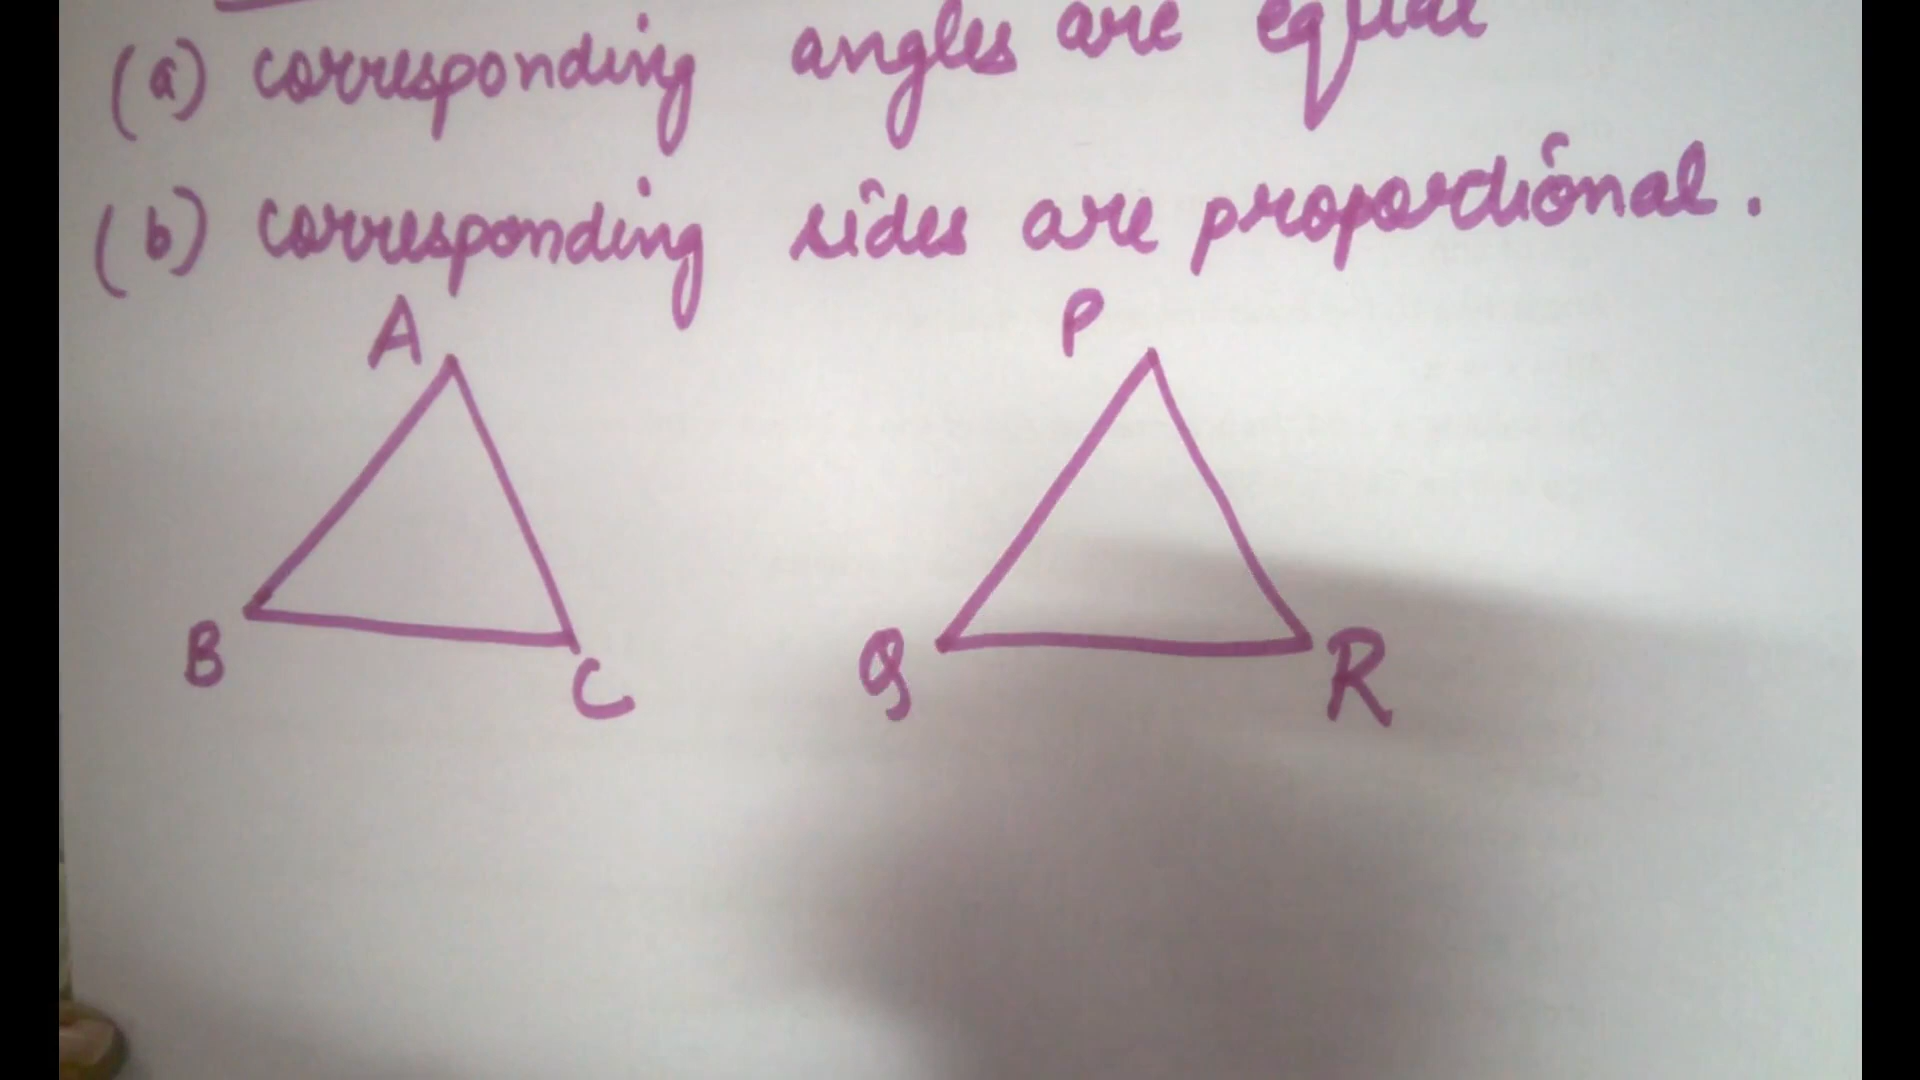 (a) corresponding angles are equal
(b) corresponding sides are proportional.
A P
B C Q R